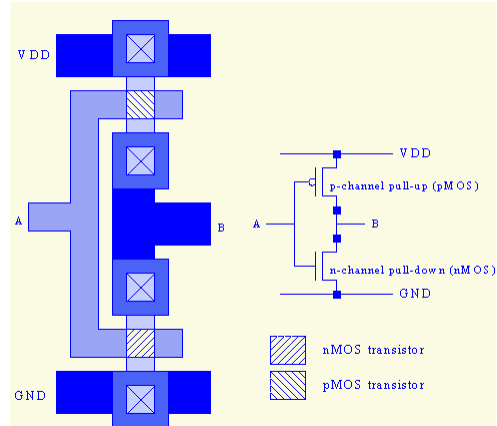 VDD
A
B
GND
VDD
p-channel pull-up (pMOS)
A
B
n-channel pull-down (nMOS)
GND
nMOS transistor
pMOS transistor